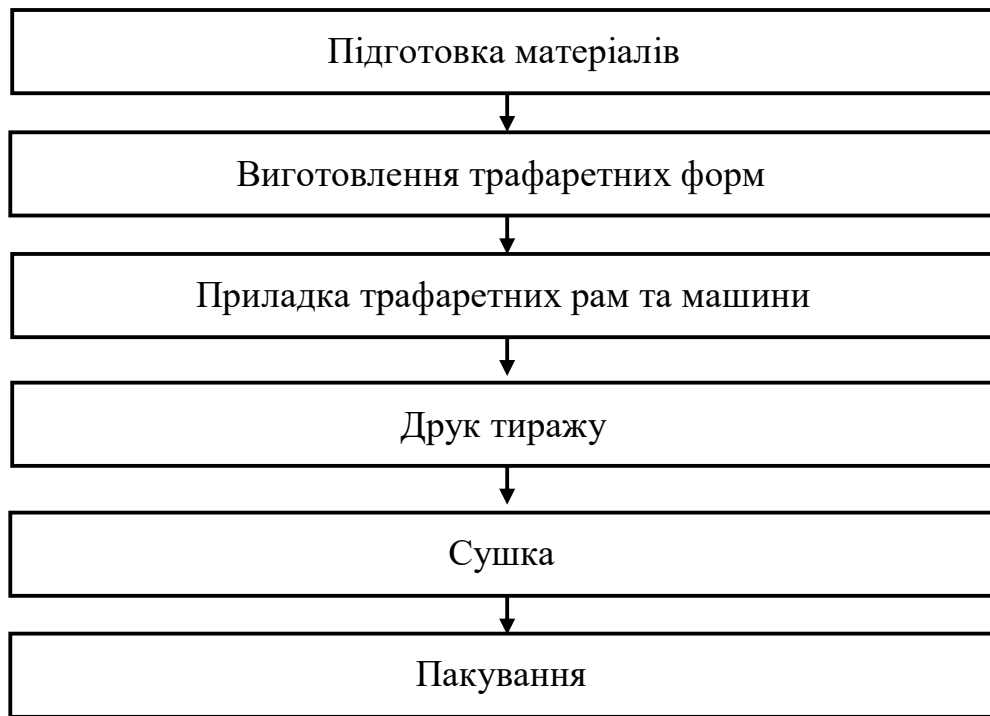 Підготовка матеріалів
Виготовлення трафаретних форм
Приладка трафаретних рам та машини
Друк тиражу
Сушка
Пакування